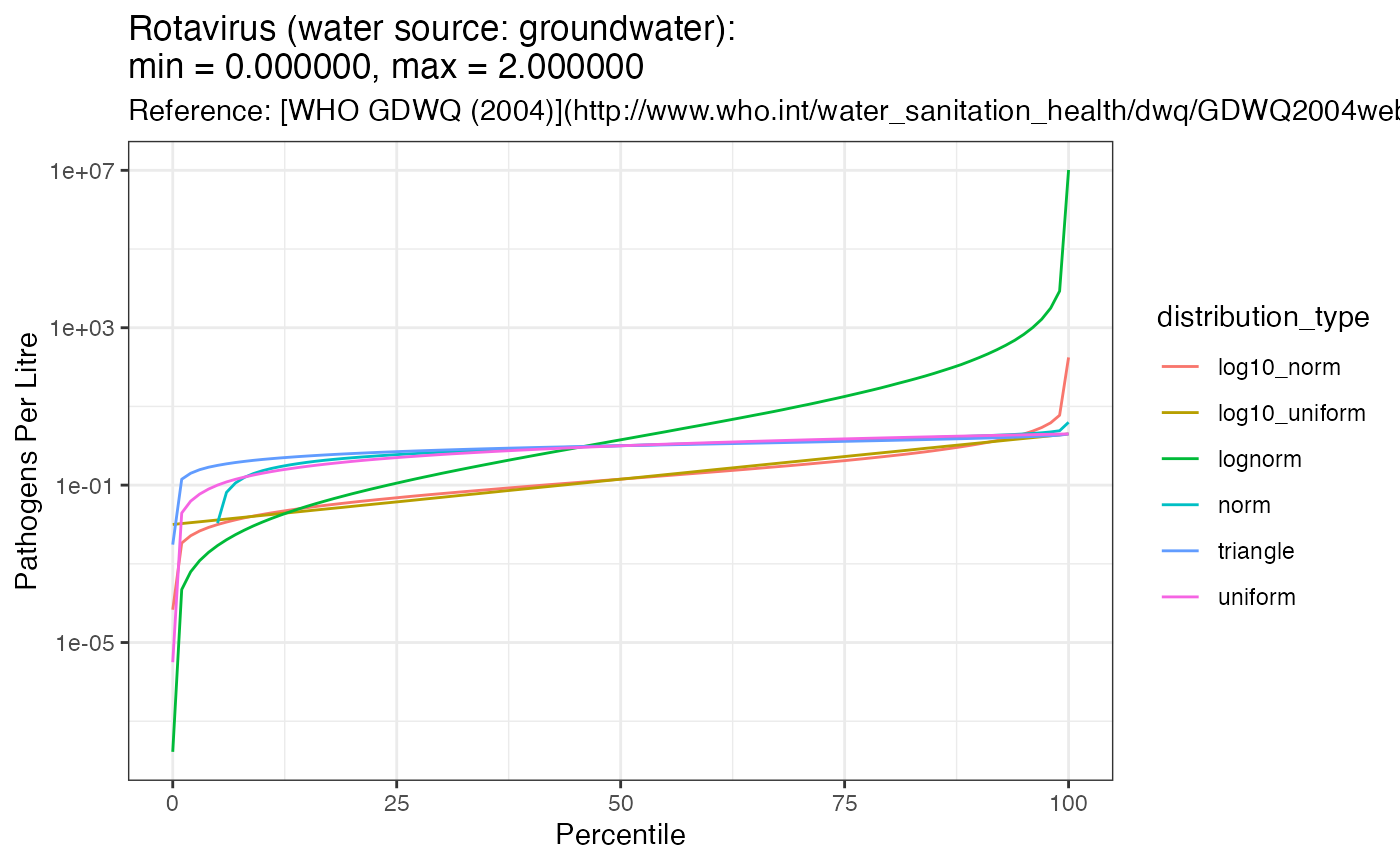 Rotavirus (water source: groundwater):
min = 0.000000, max = 2.000000
Reference: [WHO GDWQ (2004)](http://www.who.int/water_sanitation_health/dwq/GDWQ2004web
1e+07
1e+03
1e-01
1e-05
Pathogens Per Litre
0 25 50 75 100
Percentile
distribution_type
log10_norm
log10_uniform
lognorm
norm
triangle
uniform